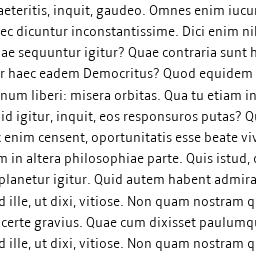 aeteritis, inquit, gaudeo. Omnes enim iucu
ec dicuntur inconstantissime. Dici enim nil
ae sequuntur igitur? Quae contraria sunt h
r haec eadem Democritus? Quod equidem
num liberi: misera orbitas. Qua tu etiam in
id igitur, inquit, eos responsuros putas? Qu
t enim censent, oportunitatis esse beate viv
m in altera philosophiae parte. Quis istud, q
planetur igitur. Quid autem habent admira
d ille, ut dixi, vitiose. Non quam nostram q
certe gravius. Quae cum dixisset paulumqu
d ille, ut dixi, vitiose. Non quam nostram q